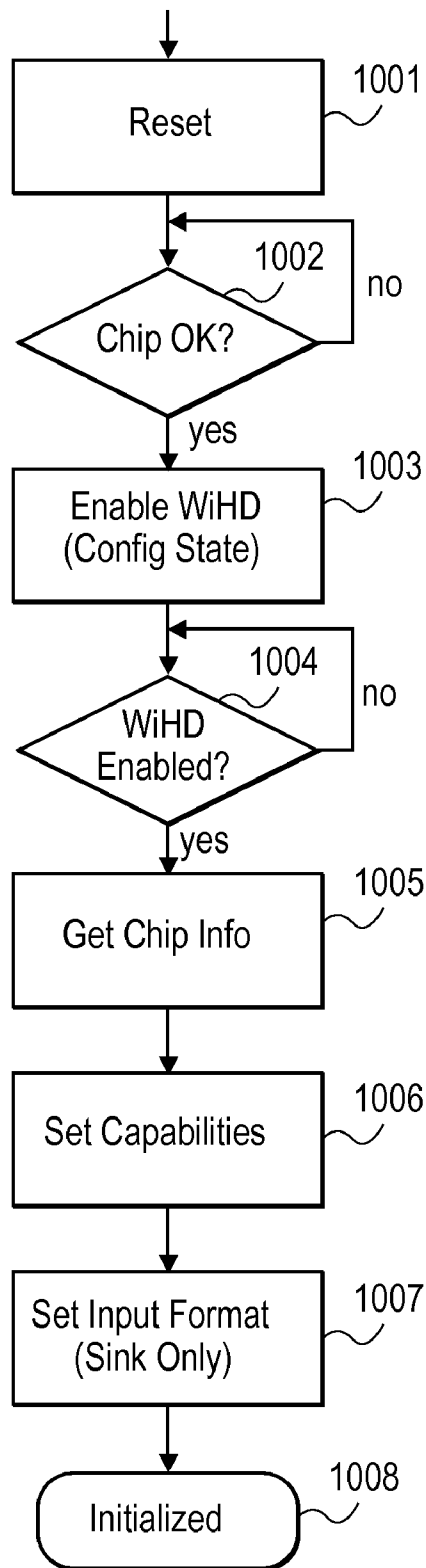 1001
Reset
1002
no
Chip OK?
yes
1003
Enable WiHD
(Config State)
1004
no
WiHD
Enabled?
yes
1005
Get Chip Info
1006
Set Capabilities
1007
Set Input Format
(Sink Only)
1008
Initialized